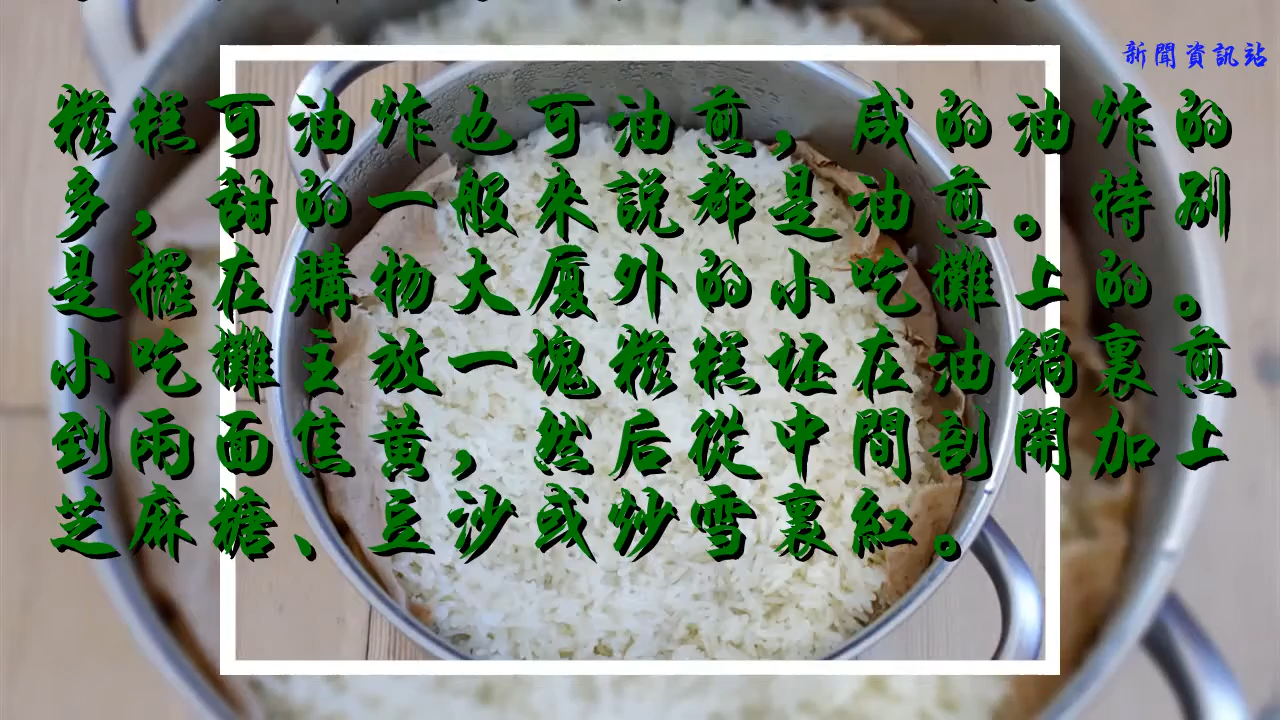 新聞資訊站
糍糕可油炸也可油煎，咸的油炸的
多，甜的一般來說都是油煎。特別
是擺在購物大廈外的小吃攤上的。
小吃攤主放一塊糍糕坯在油鍋裏煎
到兩面焦黃，然后從中間剖開加上
芝麻糖、豆沙或炒雪裏紅。